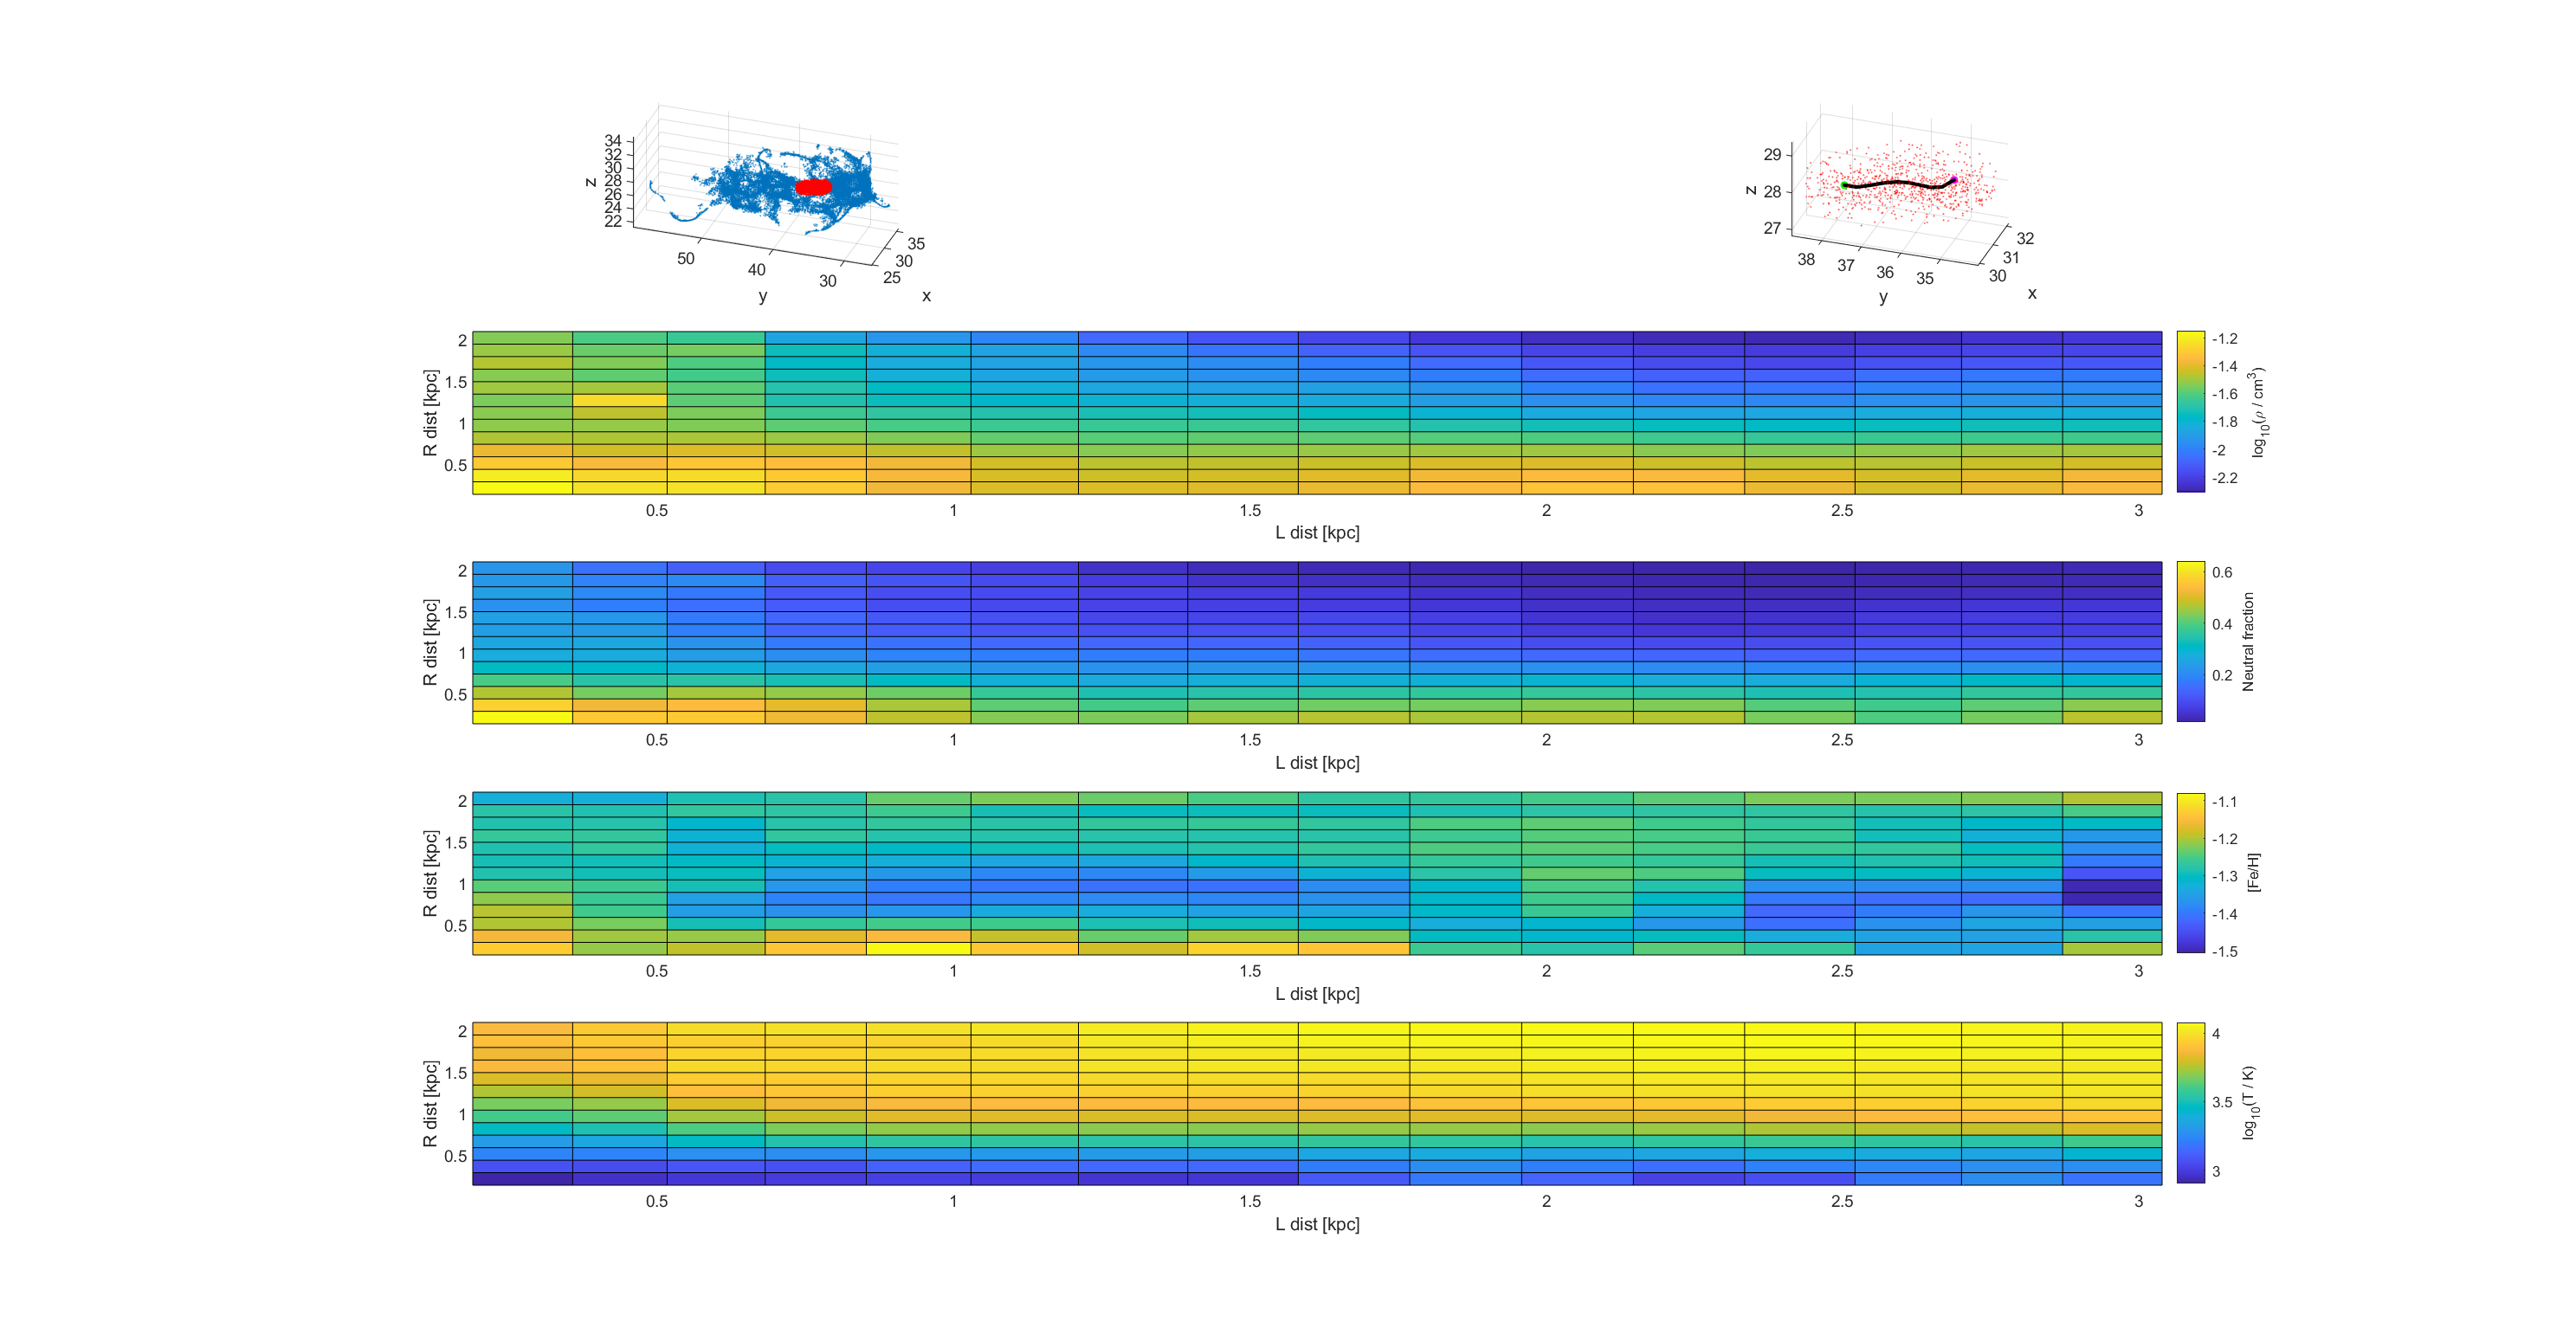 34
32
30
28
26
24
22
z
50
40
30
y
35
30
25
x
29
28
27
z
38
37
36
35
y
32
31
30
x
2
1.5
1
0.5
R dist [kpc]
0.5 1 1.5 2 2.5 3
L dist [kpc]
-1.2
-1.4
-1.6
-1.8
-2
-2.2
log10(ρ / cm3)
2
1.5
1
0.5
R dist [kpc]
0.5 1 1.5 2 2.5 3
L dist [kpc]
0.6
0.4
0.2
Neutral fraction
2
1.5
1
0.5
R dist [kpc]
0.5 1 1.5 2 2.5 3
L dist [kpc]
-1.1
-1.2
-1.3
-1.4
-1.5
[Fe/H]
2
1.5
1
0.5
R dist [kpc]
0.5 1 1.5 2 2.5 3
L dist [kpc]
4
3.5
3
log10(T / K)